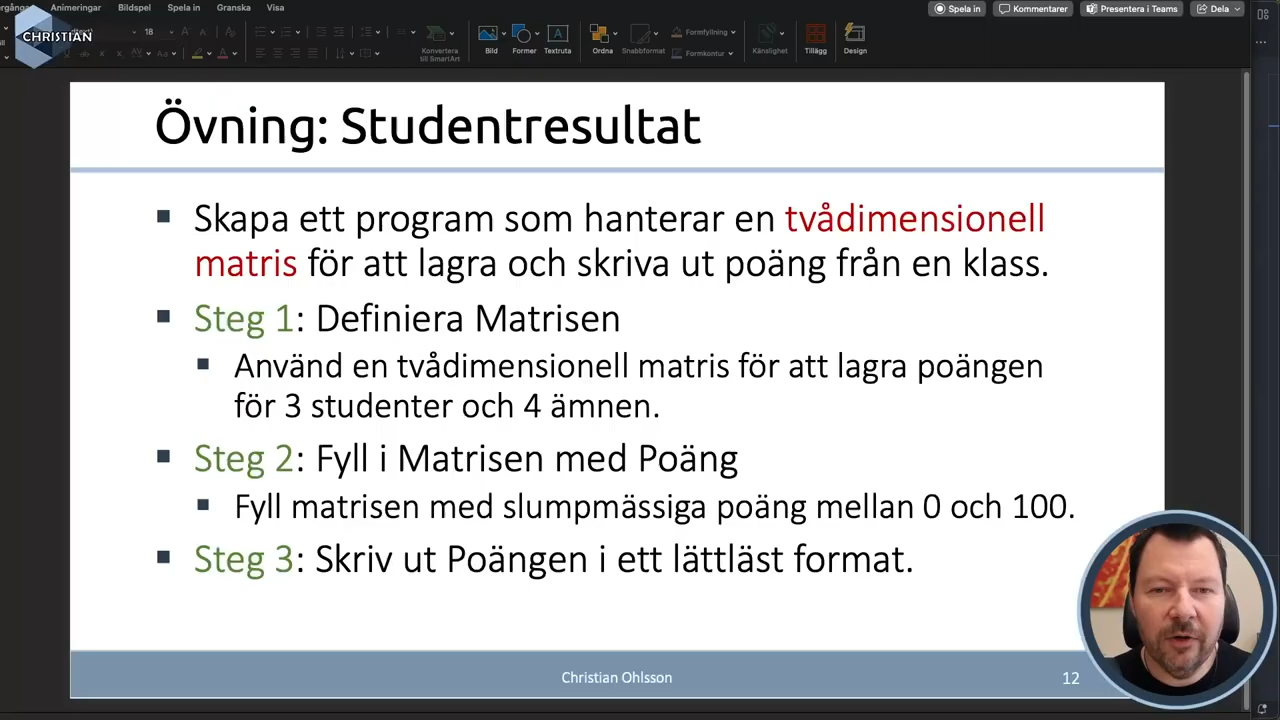 Animeringar Bildspel Spela in Granska Visa
Spela in Kommentarer Presentera i Teams Dela
CHRISTIAN
18
Konvertera till SmartArt
Bild Former Textruta Ordna Snabbformat Formfyllning Formkontur Känslighet Tillägg Design
Övning: Studentresultat
Skapa ett program som hanterar en tvådimensionell
matris för att lagra och skriva ut poäng från en klass.
Steg 1: Definiera Matrisen
Använd en tvådimensionell matris för att lagra poängen
för 3 studenter och 4 ämnen.
Steg 2: Fyll i Matrisen med Poäng
Fyll matrisen med slumpmässiga poäng mellan 0 och 100.
Steg 3: Skriv ut Poängen i ett lättläst format.
Christian Ohlsson 12